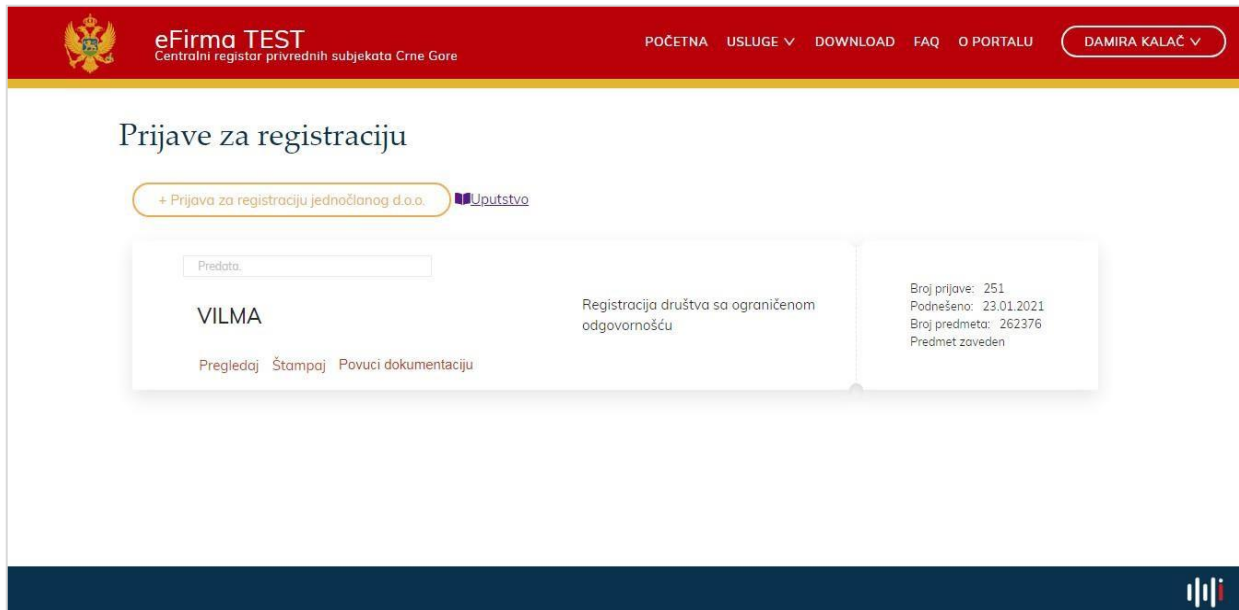 eFirma TEST
Centralni registar privrednih subjekata Crne Gore
POČETNA USLUGE DOWNLOAD FAQ O PORTALU DAMIRA KALAČ
Prijave za registraciju
+ Prijava za registraciju jednočlanog d.o.o. Uputstvo
Predata.
VILMA
Pregledaj Štampaj Povuci dokumentaciju
Registracija društva sa ograničenom
odgovornošću
Broj prijave: 251
Podnešeno: 23.01.2021
Broj predmeta: 262376
Predmet zaveden